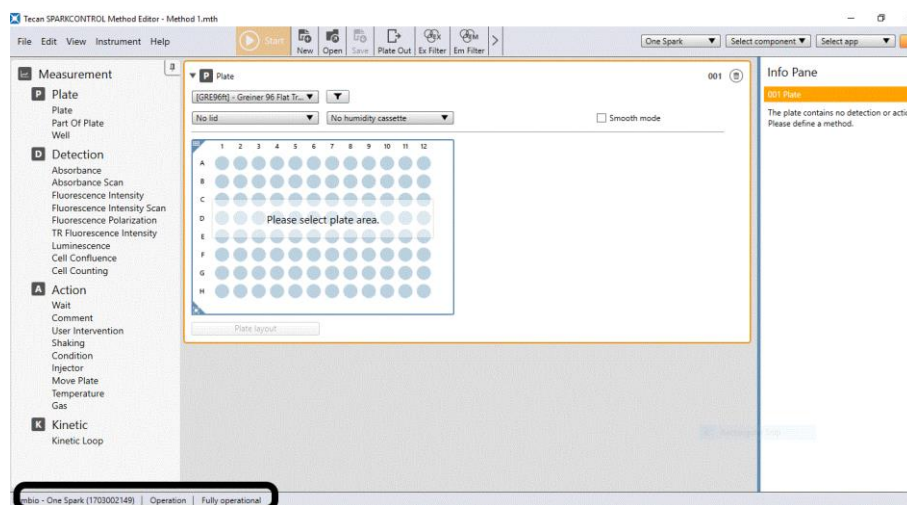 Tecan SPARKCONTROL Method Editor - Method 1.mth
File Edit View Instrument Help
Start
New Open Save Plate Out Ex Filter Em Filter
One Spark Select component Select app
Measurement
P Plate
Plate
Part Of Plate
Well
D Detection
Absorbance
Absorbance Scan
Fluorescence Intensity
Fluorescence Intensity Scan
Fluorescence Polarization
TR Fluorescence Intensity
Luminescence
Cell Confluence
Cell Counting
A Action
Wait
Comment
User Intervention
Shaking
Condition
Injector
Move Plate
Temperature
Gas
K Kinetic
Kinetic Loop
P Plate 001
[GRE96ft] - Greiner 96 Flat Tr...
No lid No humidity cassette Smooth mode
1 2 3 4 5 6 7 8 9 10 11 12
A
B
C
D
Please select plate area.
E
F
G
H
Plate layout
Info Pane
001 Plate
The plate contains no detection or acti
Please define a method.
mbio - One Spark (1703002149) | Operation | Fully operational